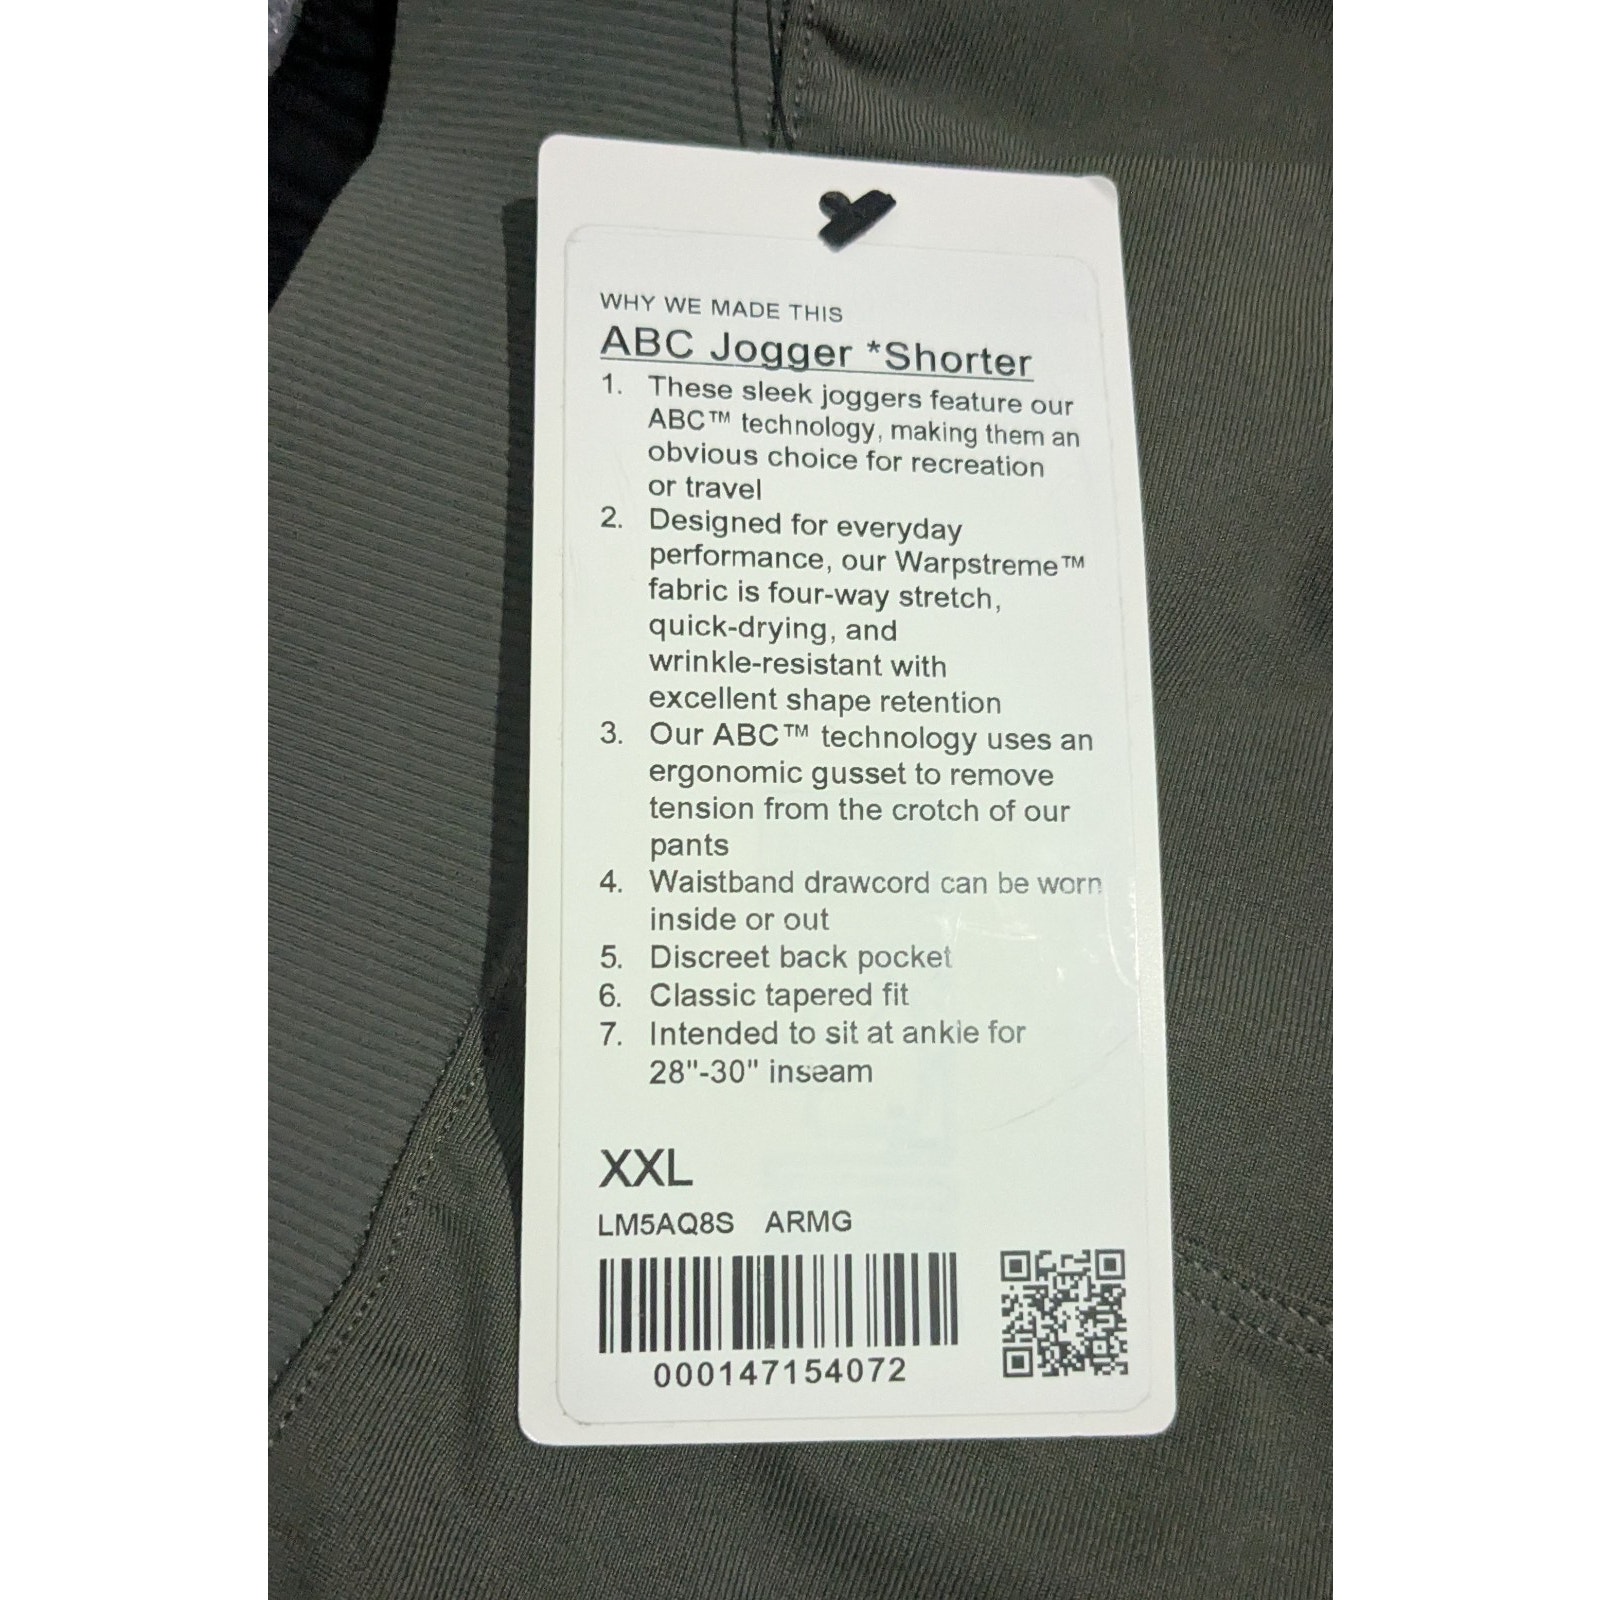 WHY WE MADE THIS
ABC Jogger *Shorter
1. These sleek joggers feature our
ABC™ technology, making them an
obvious choice for recreation
or travel
2. Designed for everyday
performance, our Warpstreme™
fabric is four-way stretch,
quick-drying, and
wrinkle-resistant with
excellent shape retention
3. Our ABC™ technology uses an
ergonomic gusset to remove
tension from the crotch of our
pants
4. Waistband drawcord can be worn
inside or out
5. Discreet back pocket
6. Classic tapered fit
7. Intended to sit at ankle for
28"-30" inseam
XXL
LM5AQ8S ARMG
000147154072